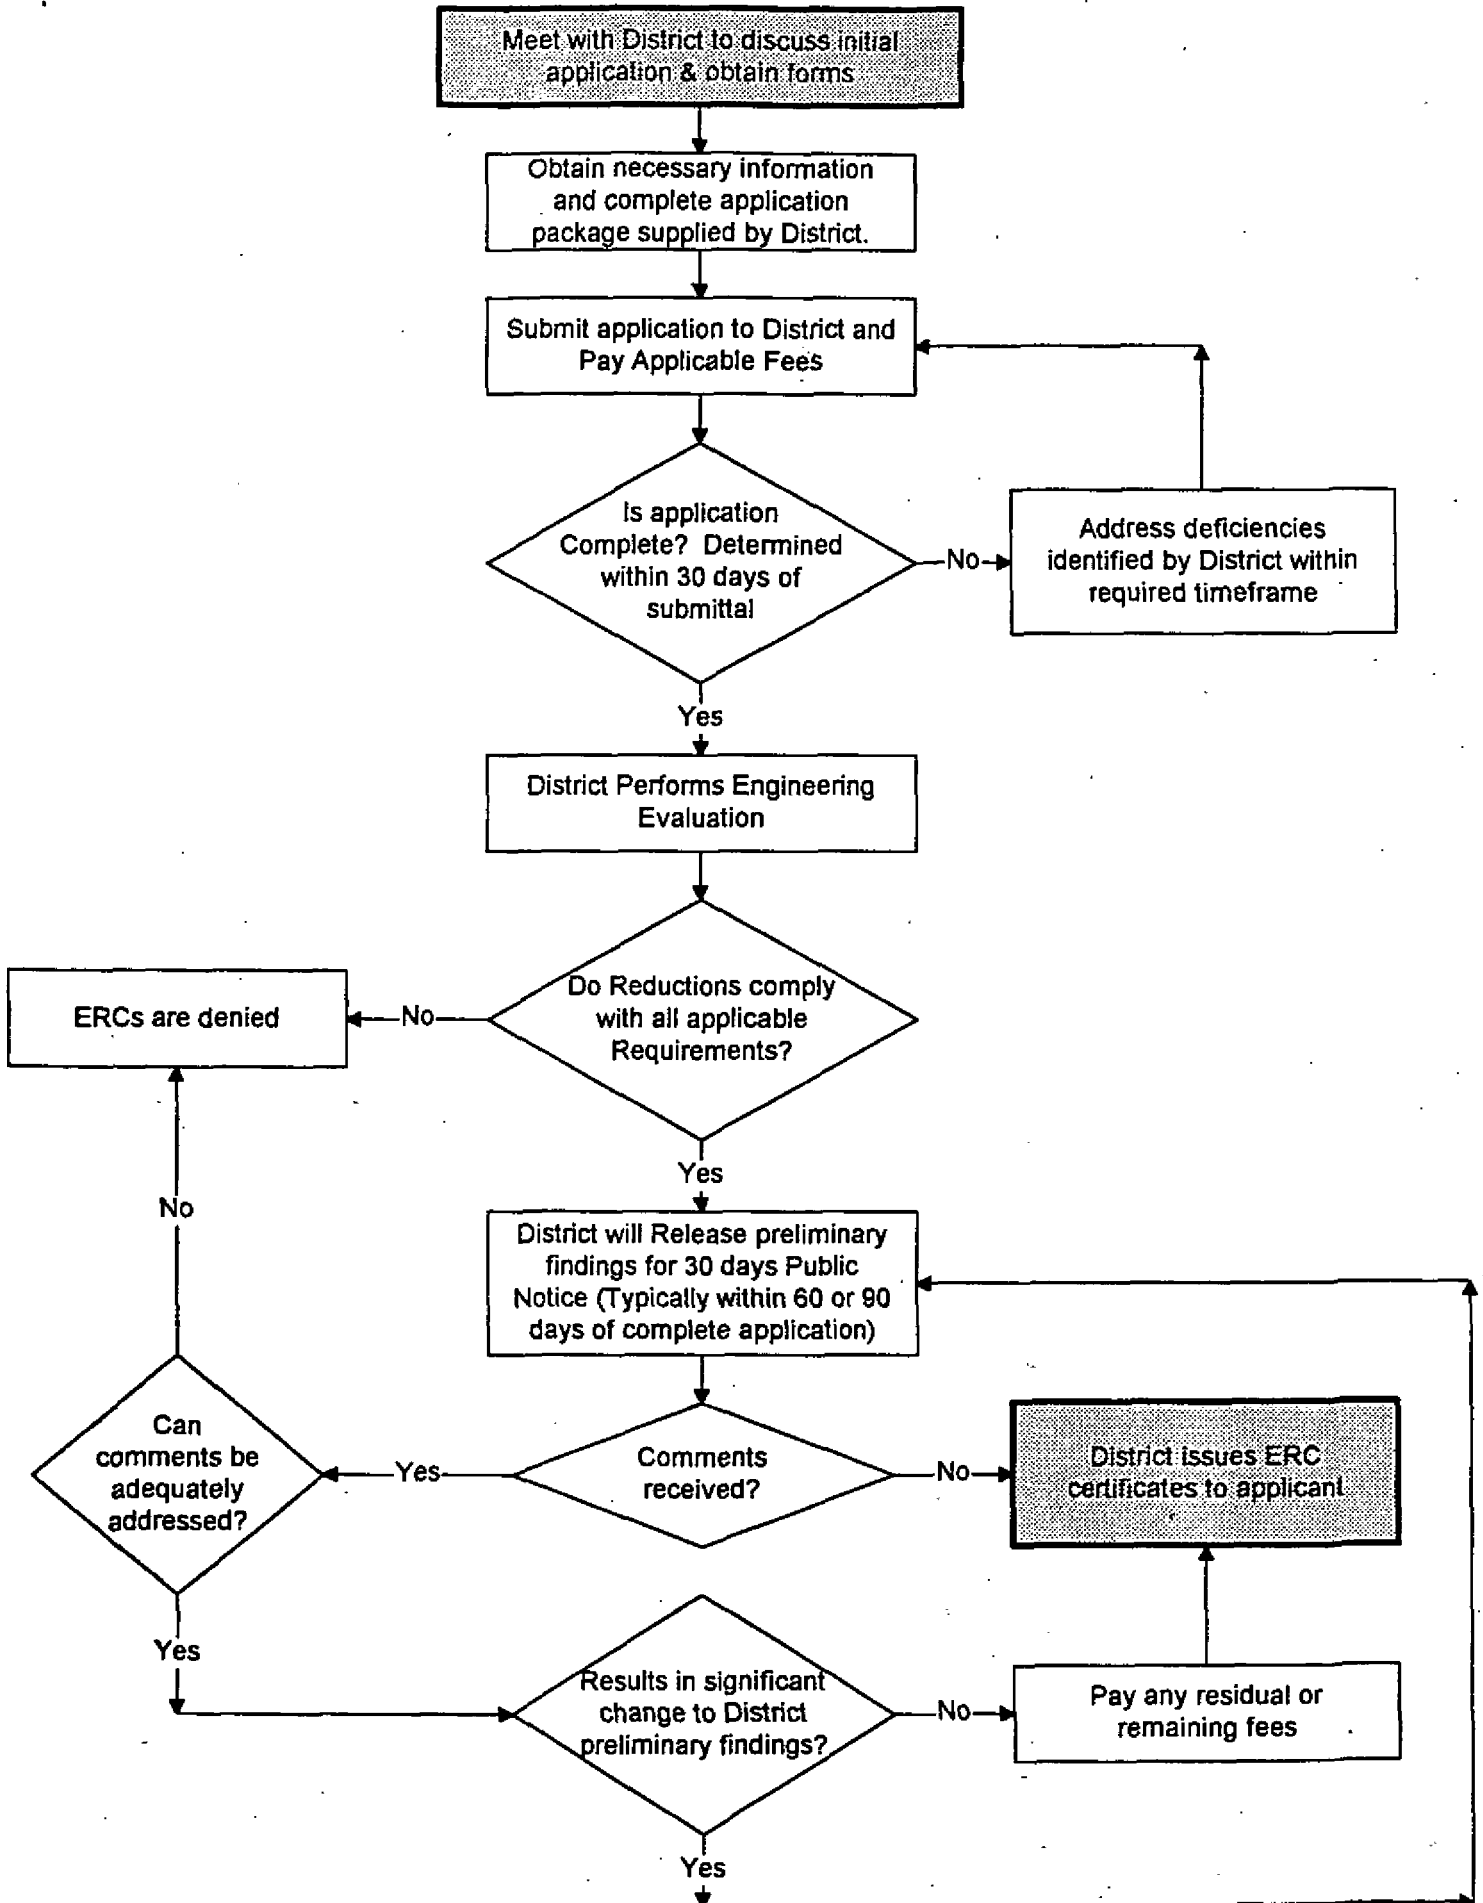 Meet with District to discuss initial
application & obtain forms
Obtain necessary information
and complete application
package supplied by District.
Submit application to District and
Pay Applicable Fees
Is application
Complete? Determined
within 30 days of
submittal
No
Address deficiencies
identified by District within
required timeframe
Yes
District Performs Engineering
Evaluation
Do Reductions comply
with all applicable
Requirements?
No
ERCs are denied
Yes
District will Release preliminary
findings for 30 days Public
Notice (Typically within 60 or 90
days of complete application)
Comments
received?
No
District issues ERC
certificates to applicant
Yes
Can
comments be
adequately
addressed?
No
Yes
Results in significant
change to District
preliminary findings?
No
Pay any residual or
remaining fees
Yes